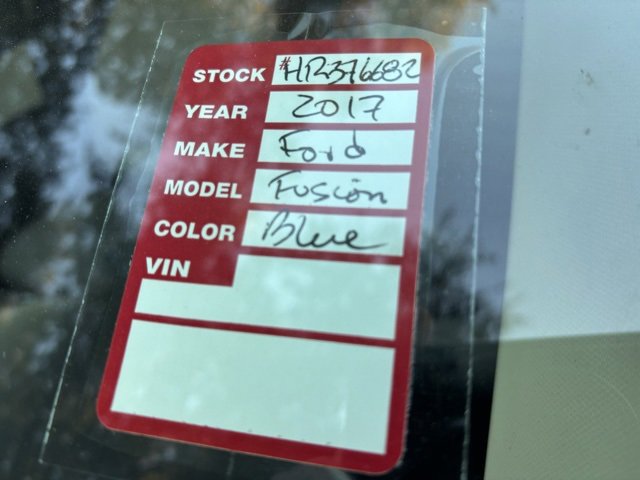 STOCK #HR376682
YEAR 2017
MAKE Ford
MODEL Fusion
COLOR Blue
VIN